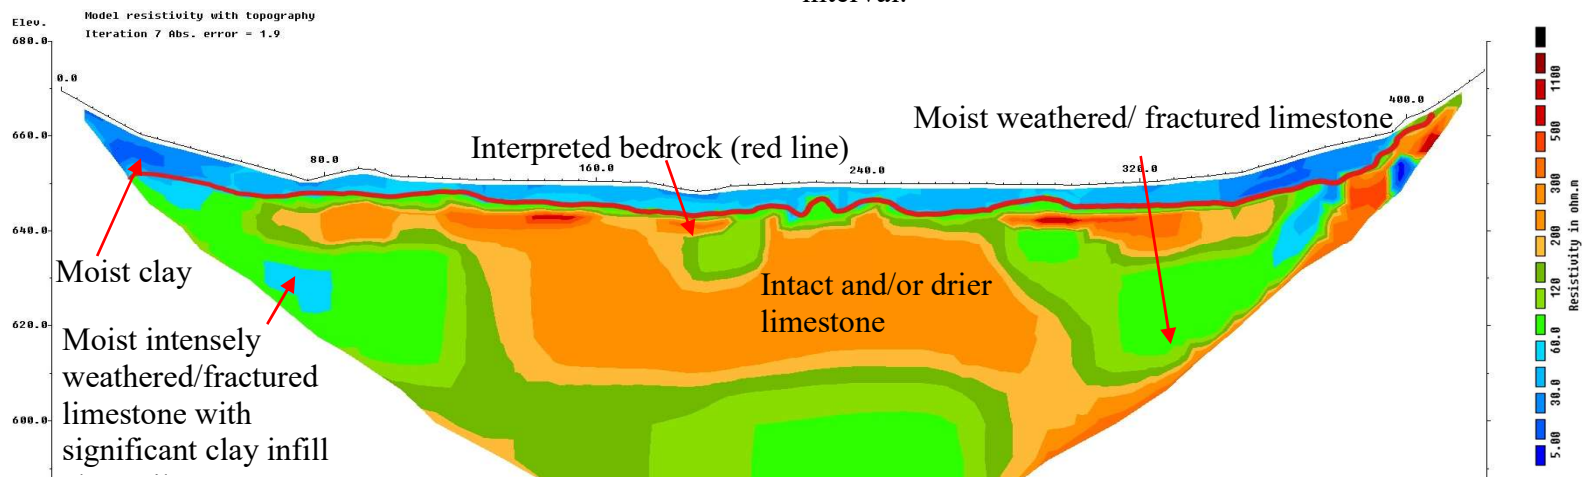 interval.
Model resistivity with topography
Iteration 7 Abs. error = 1.9
Elev.
680.0
660.0
640.0
620.0
600.0
0.0
80.0
160.0
240.0
320.0
400.0
Moist weathered/ fractured limestone
Interpreted bedrock (red line)
Moist clay
Intact and/or drier
limestone
Moist intensely
weathered/fractured
limestone with
significant clay infill
1100
500
300
200
120
60.0
30.0
5.00
Resistivity in ohm.m